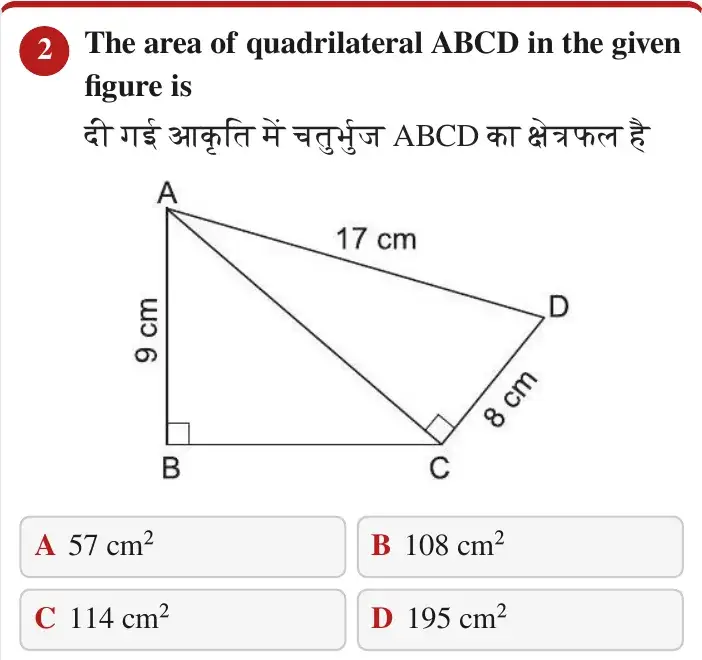 2 The area of quadrilateral ABCD in the given
figure is
दी गई आकृति में चतुर्भुज ABCD का क्षेत्रफल है
A
17 cm
D
9 cm
8 cm
B
C
A 57 cm²
B 108 cm²
C 114 cm²
D 195 cm²